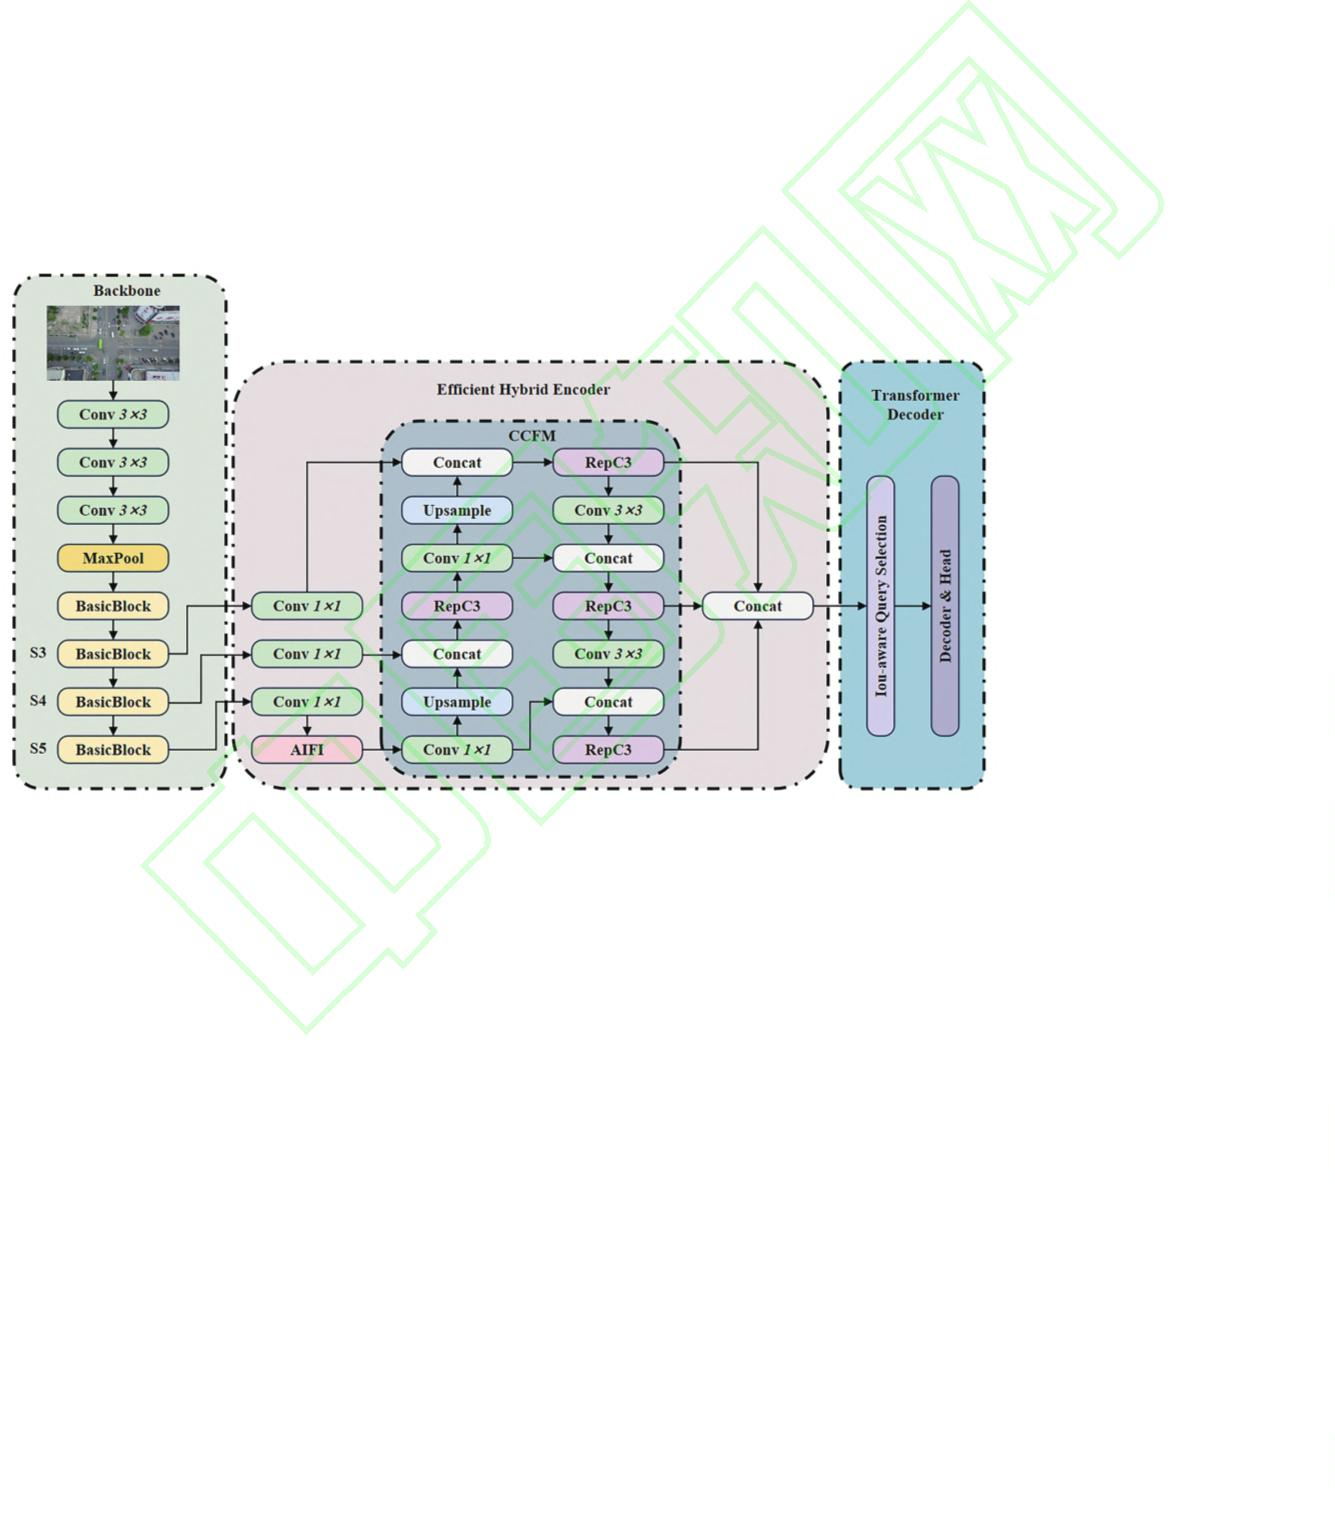 Backbone
Conv 3×3
Conv 3×3
Conv 3×3
MaxPool
BasicBlock
S3 BasicBlock
S4 BasicBlock
S5 BasicBlock
Efficient Hybrid Encoder
Conv 1×1
Conv 1×1
Conv 1×1
AIFI
CCFM
Concat
Upsample
Conv 1×1
RepC3
Concat
Upsample
Conv 1×1
RepC3
Conv 3×3
Concat
RepC3
Conv 3×3
Concat
RepC3
Concat
Transformer
Decoder
Iou-aware Query Selection
Decoder & Head